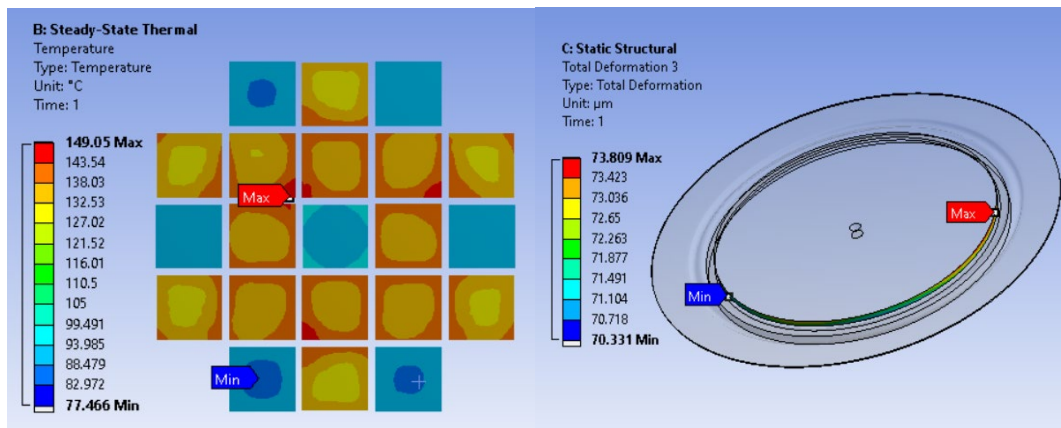 B: Steady-State Thermal
Temperature
Type: Temperature
Unit: °C
Time: 1
149.05 Max
143.54
138.03
132.53
127.02
121.52
116.01
110.5
105
99.491
93.985
88.479
82.972
77.466 Min
Max
Min
C: Static Structural
Total Deformation 3
Type: Total Deformation
Unit: µm
Time: 1
73.809 Max
73.423
73.036
72.65
72.263
71.877
71.491
71.104
70.718
70.331 Min
Max
Min